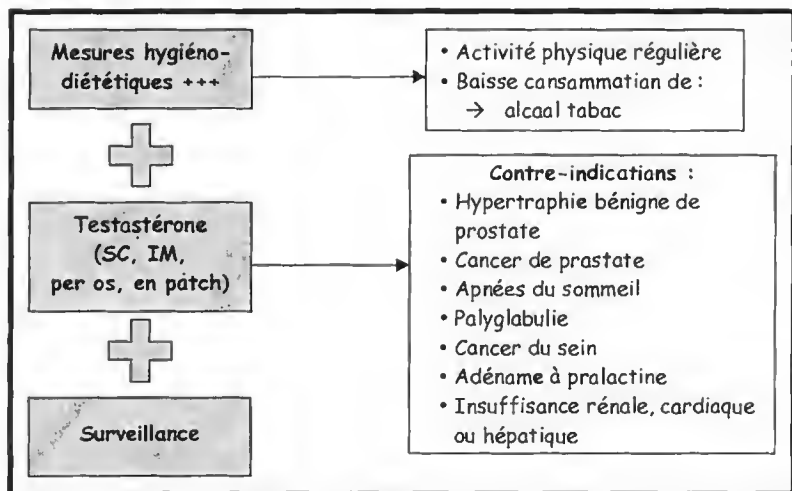 Mesures hygiéno-
diététiques +++
• Activité physique régulière
• Baisse cansammation de :
→ alcaal tabac
Testastérone
(SC, IM,
per os, en patch)
Contre-indications :
• Hypertraphie bénigne de
prostate
• Cancer de prastate
• Apnées du sommeil
• Palyglabulie
• Cancer du sein
• Adéname à pralactine
• Insuffisance rénale, cardiaque
ou hépatique
Surveillance